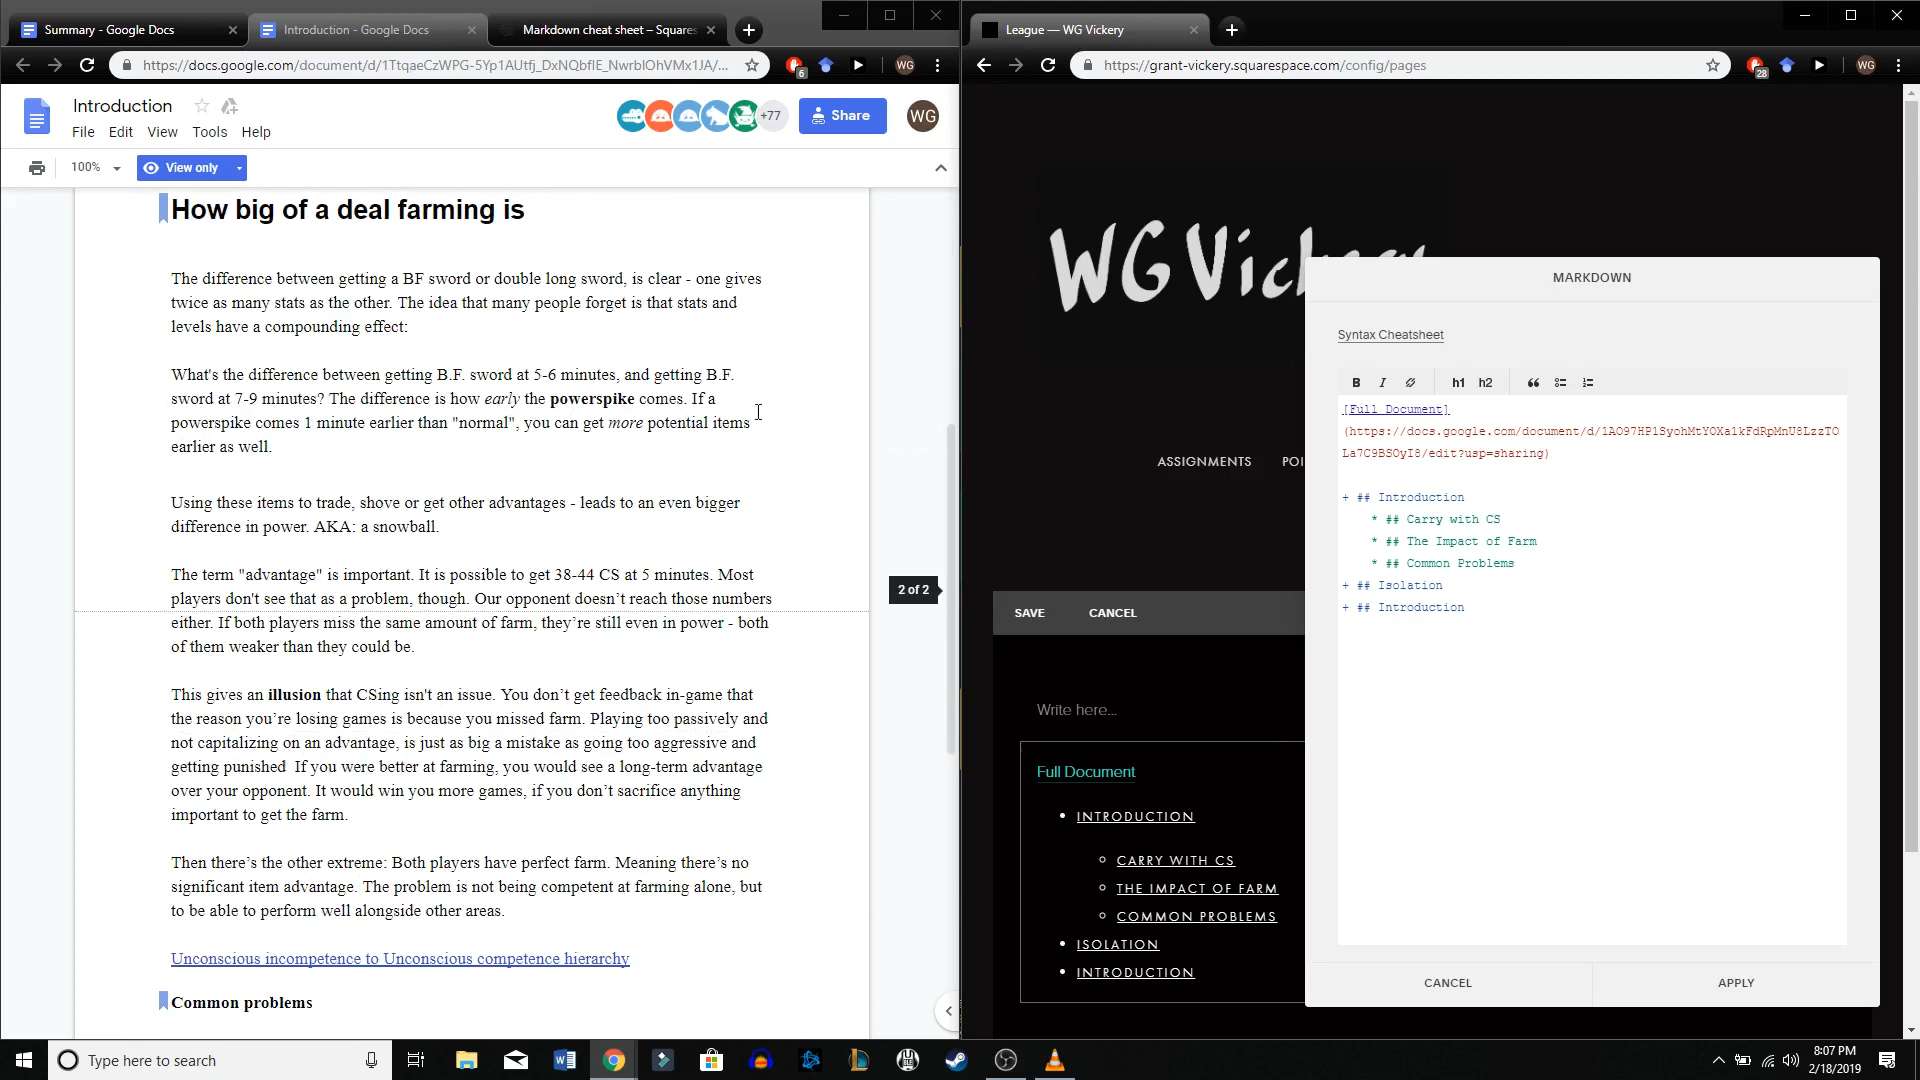 Summary - Google Docs
Introduction - Google Docs
Markdown cheat sheet – Squares
https://docs.google.com/document/d/1TtqaeCzWPG-5Yp1AUtfj_DxNQbflE_NwrblOhVMx1JA/...
6
WG
Introduction
File Edit View Tools Help
+77
Share
WG
100%
View only
How big of a deal farming is
The difference between getting a BF sword or double long sword, is clear - one gives
twice as many stats as the other. The idea that many people forget is that stats and
levels have a compounding effect:
What's the difference between getting B.F. sword at 5-6 minutes, and getting B.F.
sword at 7-9 minutes? The difference is how early the powerspike comes. If a
powerspike comes 1 minute earlier than "normal", you can get more potential items
earlier as well.
Using these items to trade, shove or get other advantages - leads to an even bigger
difference in power. AKA: a snowball.
The term "advantage" is important. It is possible to get 38-44 CS at 5 minutes. Most
players don't see that as a problem, though. Our opponent doesn’t reach those numbers
either. If both players miss the same amount of farm, they’re still even in power - both
of them weaker than they could be.
2 of 2
This gives an illusion that CSing isn't an issue. You don’t get feedback in-game that
the reason you’re losing games is because you missed farm. Playing too passively and
not capitalizing on an advantage, is just as big a mistake as going too aggressive and
getting punished  If you were better at farming, you would see a long-term advantage
over your opponent. It would win you more games, if you don’t sacrifice anything
important to get the farm.
Then there’s the other extreme: Both players have perfect farm. Meaning there’s no
significant item advantage. The problem is not being competent at farming alone, but
to be able to perform well alongside other areas.
Unconscious incompetence to Unconscious competence hierarchy
Common problems
League — WG Vickery
https://grant-vickery.squarespace.com/config/pages
28
WG
WG Vickery
ASSIGNMENTS POI
SAVE CANCEL
Write here...
Full Document
• INTRODUCTION
CARRY WITH CS
THE IMPACT OF FARM
COMMON PROBLEMS
• ISOLATION
• INTRODUCTION
MARKDOWN
Syntax Cheatsheet
B I h1 h2
[Full Document]
(https://docs.google.com/document/d/1AO97HP1SyohMtYOXa1kFdRpMnU8LzzTO
La7C9BSOyI8/edit?usp=sharing)
+ ## Introduction
* ## Carry with CS
* ## The Impact of Farm
* ## Common Problems
+ ## Isolation
+ ## Introduction
CANCEL APPLY
Type here to search
8:07 PM
2/18/2019